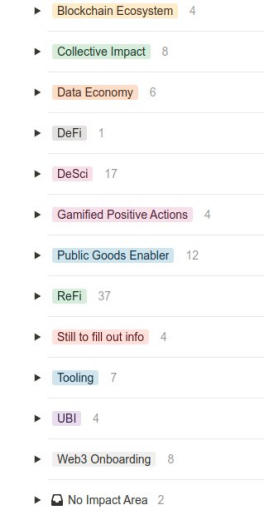 Blockchain Ecosystem 4
Collective Impact 8
Data Economy 6
DeFi 1
DeSci 17
Gamified Positive Actions 4
Public Goods Enabler 12
ReFi 37
Still to fill out info 4
Tooling 7
UBI 4
Web3 Onboarding 8
No Impact Area 2